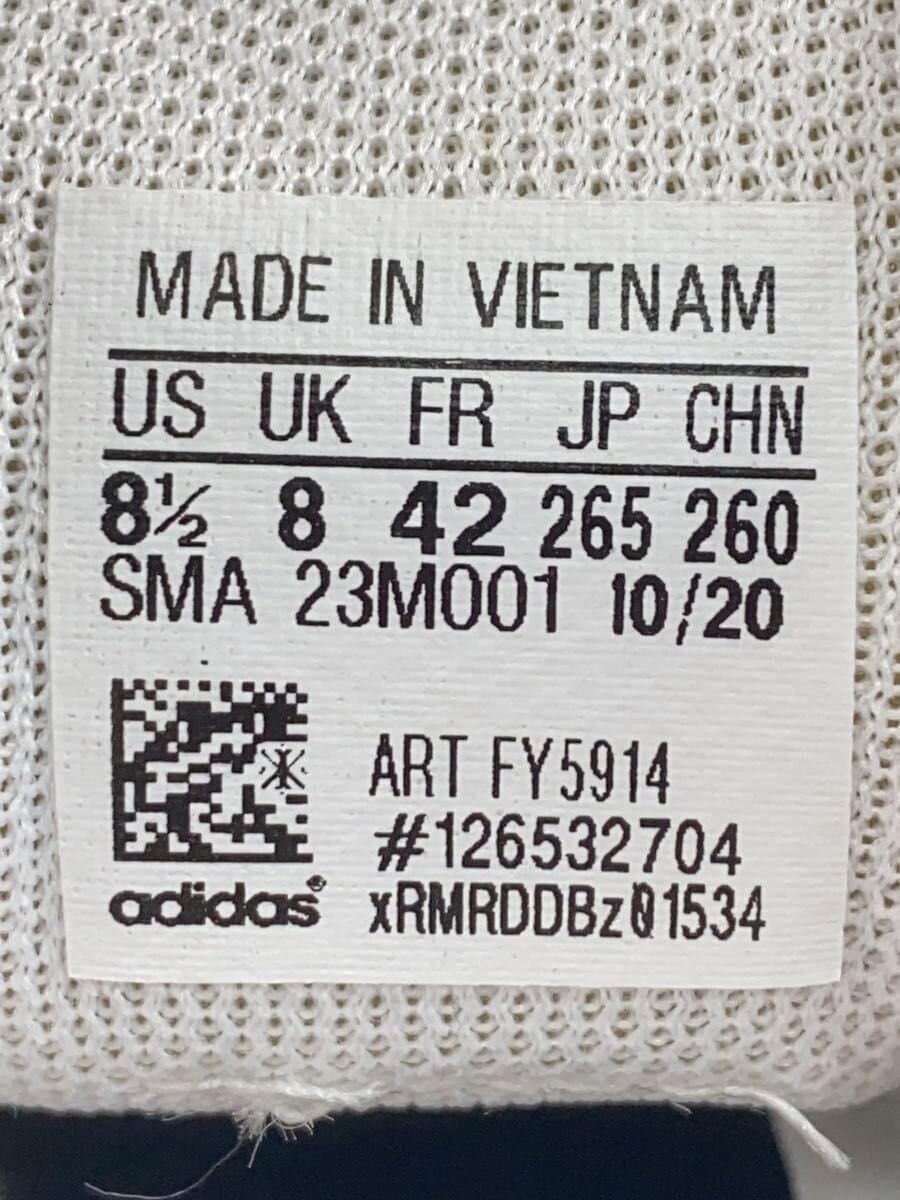 MADE IN VIETNAM
US UK FR JP CHN
8½ 8 42 265 260
SMA 23M001 10/20
ART FY5914
#126532704
adidas®
xRMRDDBz01534